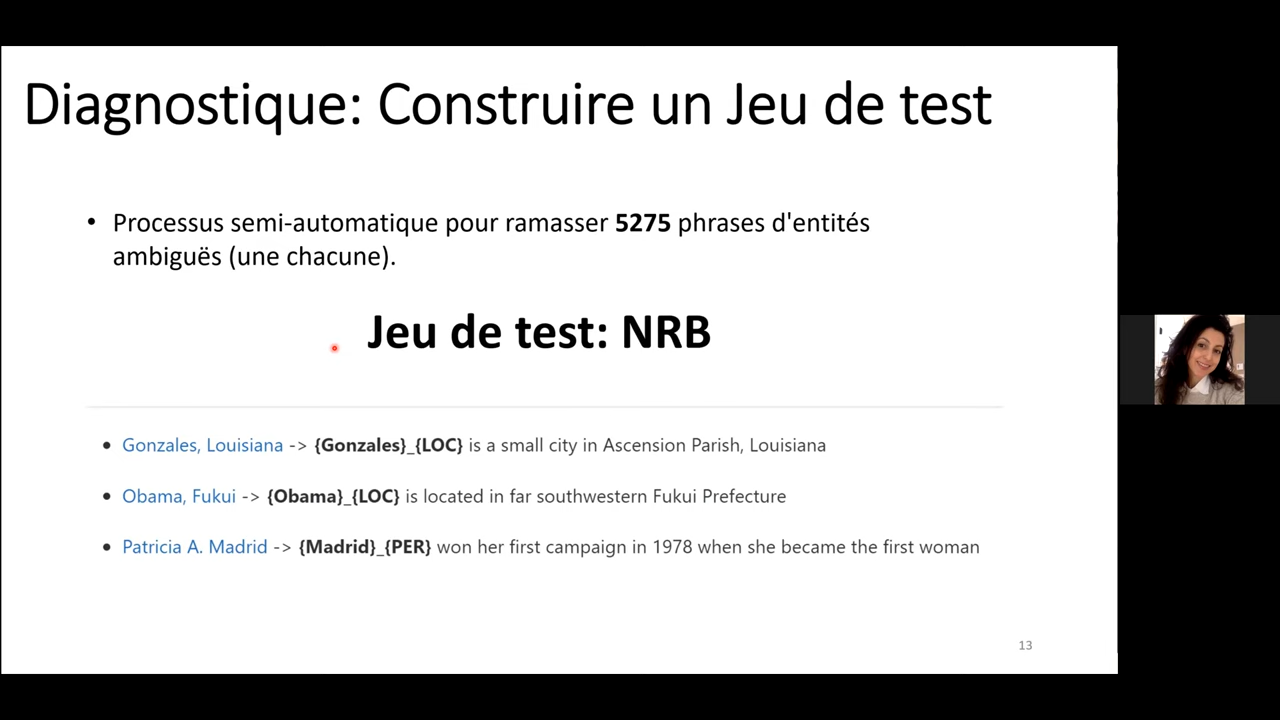 Diagnostique: Construire un Jeu de test
• Processus semi-automatique pour ramasser 5275 phrases d'entités
ambiguës (une chacune).
Jeu de test: NRB
• Gonzales, Louisiana -> {Gonzales}_{LOC} is a small city in Ascension Parish, Louisiana
• Obama, Fukui -> {Obama}_{LOC} is located in far southwestern Fukui Prefecture
• Patricia A. Madrid -> {Madrid}_{PER} won her first campaign in 1978 when she became the first woman
13